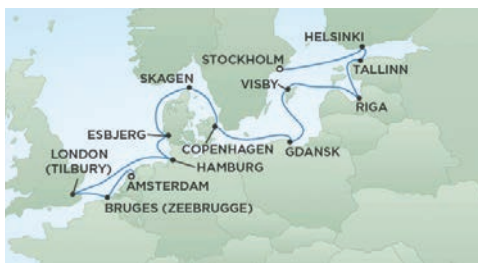 HELSINKI
STOCKHOLM
TALLINN
SKAGEN
VISBY
RIGA
ESBJERG
COPENHAGEN
GDANSK
LONDON
(TILBURY)
HAMBURG
AMSTERDAM
BRUGES (ZEEBRUGGE)